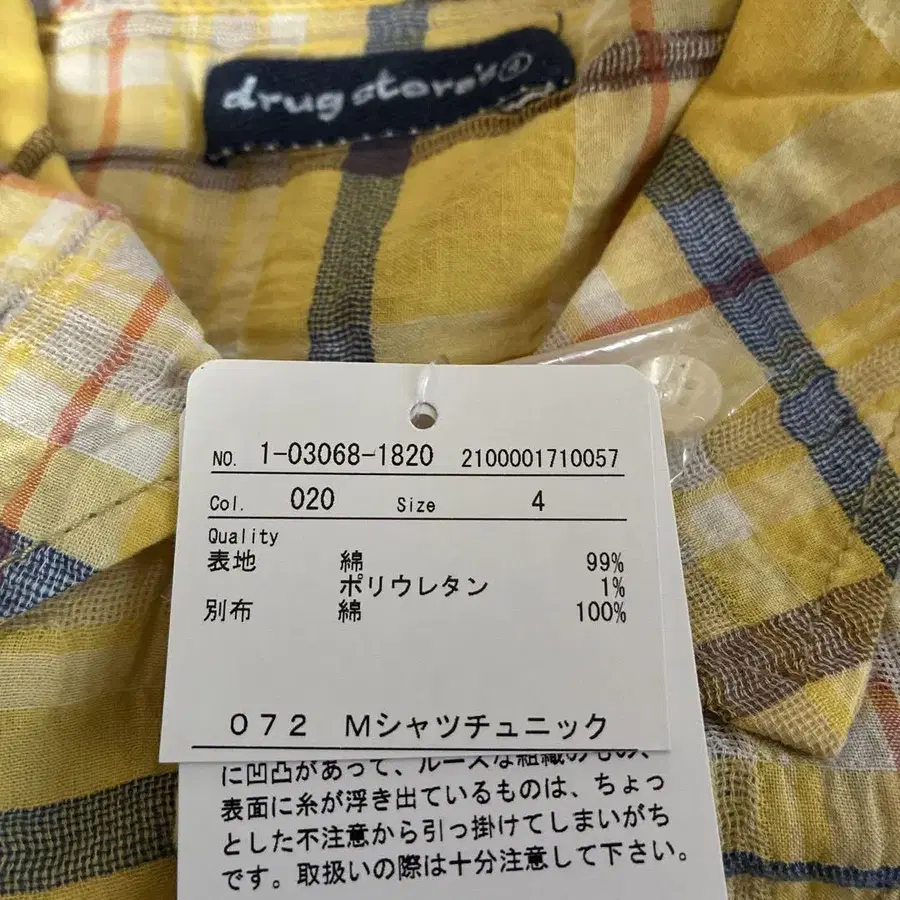 drug store's
NO. 1-03068-1820 2100001710057
Col. 020 Size 4
Quality
表地 綿 99%
ポリウレタン 1%
別布 綿 100%
072 Mシャツチュニック
に凹凸があって、ルーズな組織のもの、
表面に糸が浮き出ているものは、ちょっ
とした不注意から引っ掛けてしまいがち
です。取扱いの際は十分注意して下さい。